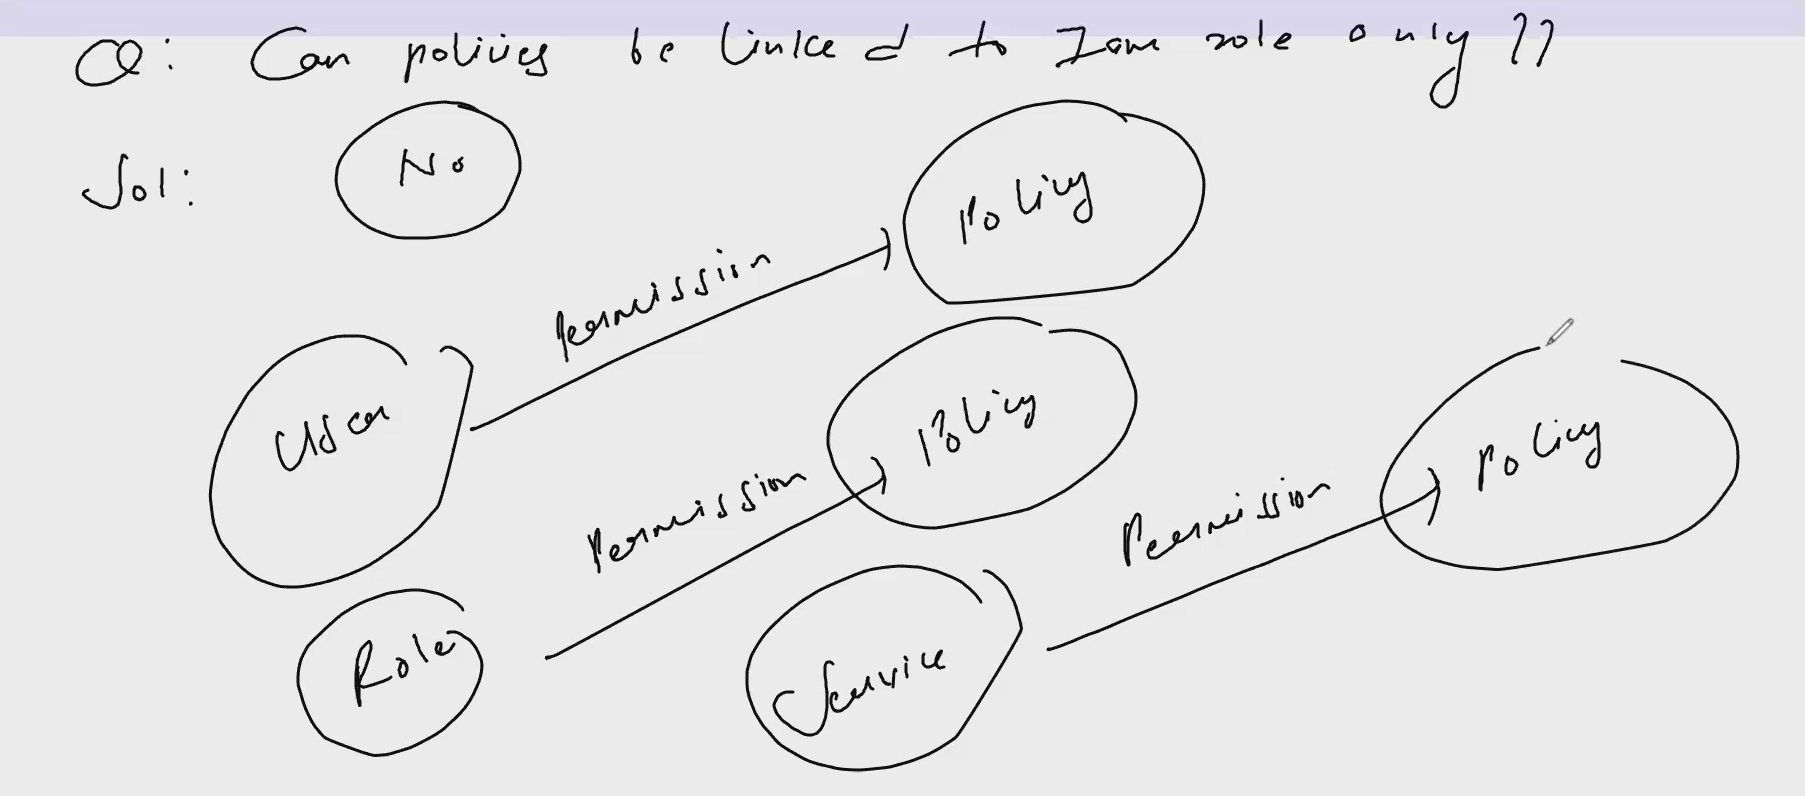 Q: Can policies be linked to Iam role only ??
Sol: No
Policy
Permission
User
Policy
Permission
Policy
Permission
Role
Service